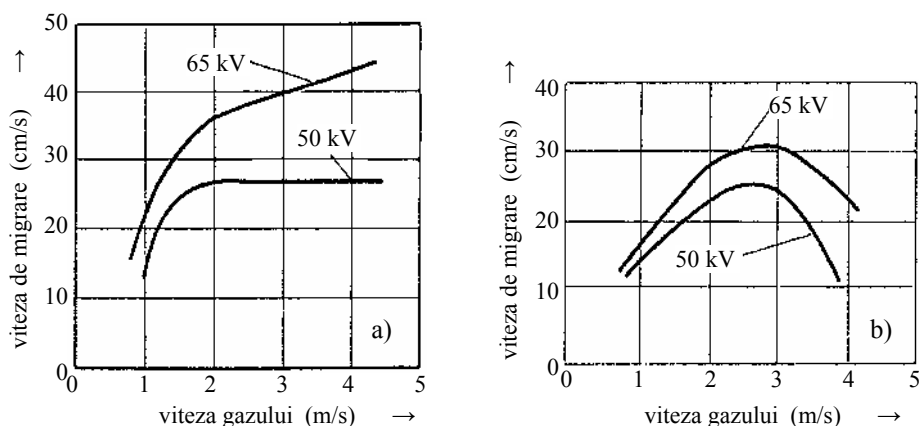 50
40
30
20
10
0
0 1 2 3 4 5
viteza de migrare (cm/s) →
viteza gazului (m/s) →
65 kV
50 kV
a)
40
30
20
10
0
0 1 2 3 4 5
viteza de migrare (cm/s) →
viteza gazului (m/s) →
65 kV
50 kV
b)